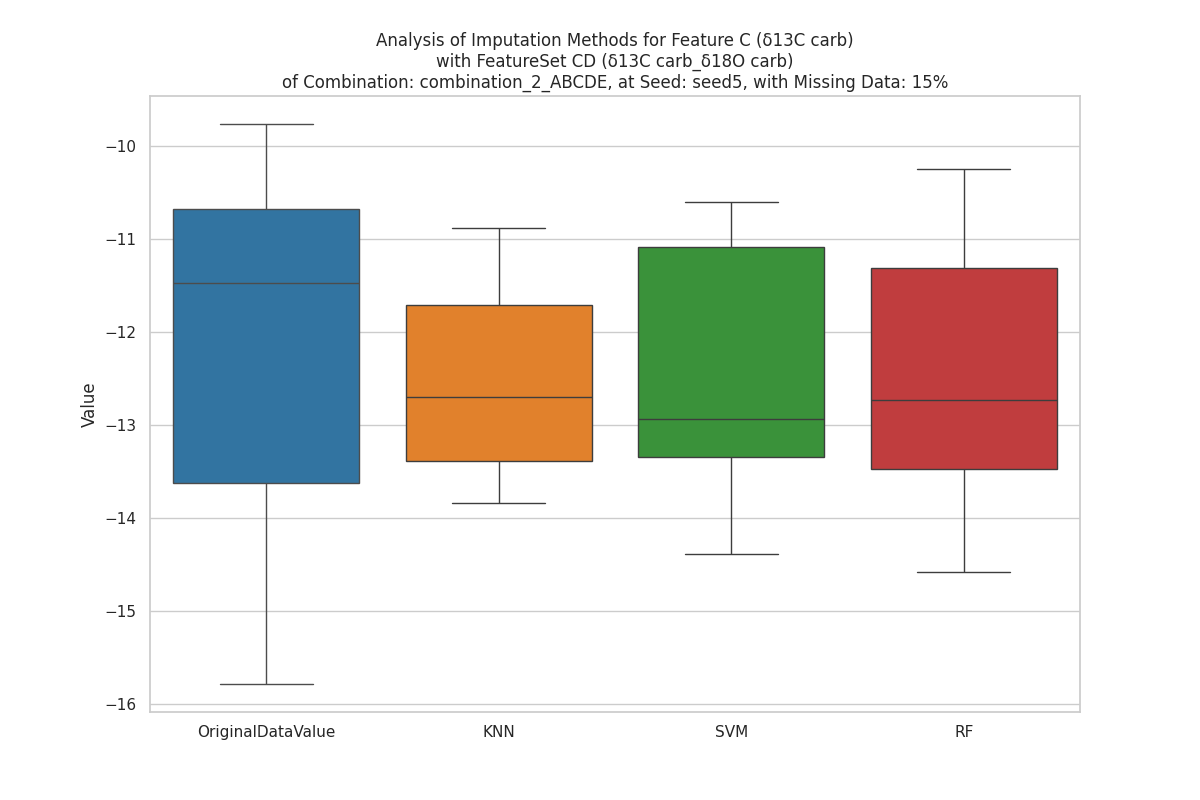 Analysis of Imputation Methods for Feature C (δ13C carb)
with FeatureSet CD (δ13C carb_δ18O carb)
of Combination: combination_2_ABCDE, at Seed: seed5, with Missing Data: 15%
Value
−10
−11
−12
−13
−14
−15
−16
OriginalDataValue
KNN
SVM
RF